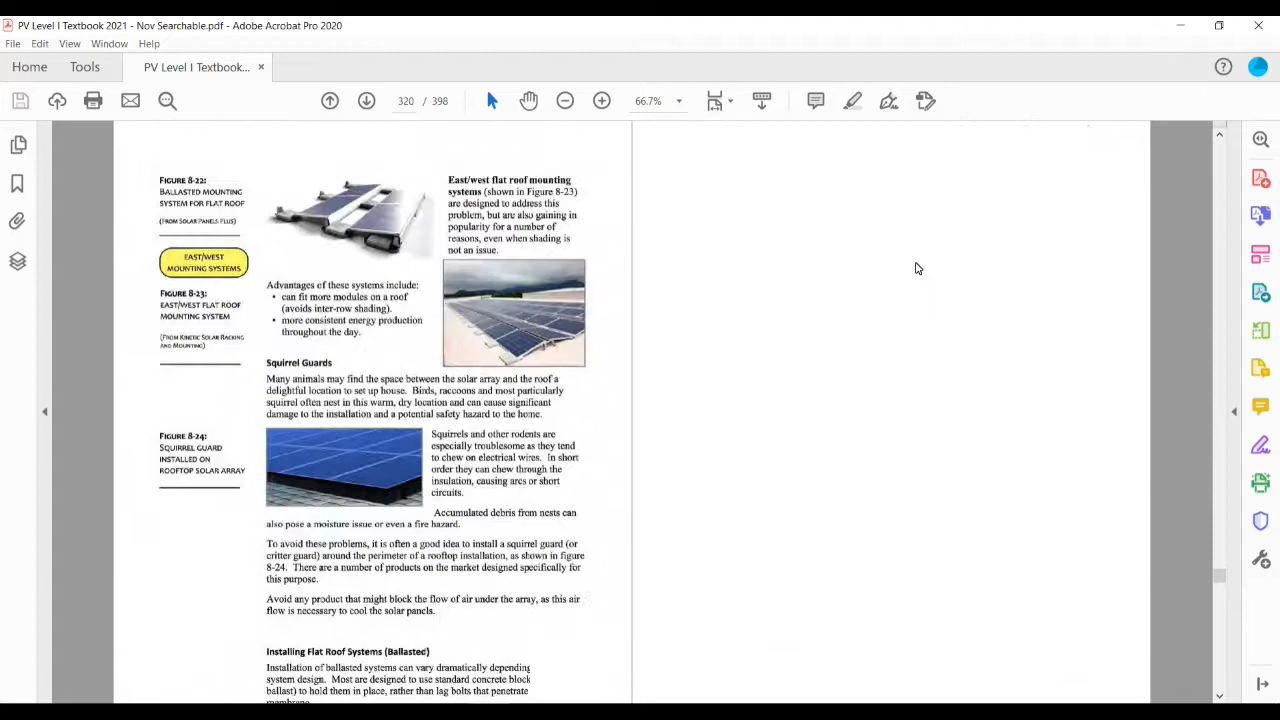 PV Level I Textbook 2021 - Nov Searchable.pdf - Adobe Acrobat Pro 2020
File Edit View Window Help
Home Tools PV Level I Textbook... ×
320 / 398 66.7%
FIGURE 8-22:
BALLASTED MOUNTING
SYSTEM FOR FLAT ROOF
(FROM SOLAR PANELS PLUS)
EAST/WEST
MOUNTING SYSTEMS
FIGURE 8-23:
EAST/WEST FLAT ROOF
MOUNTING SYSTEM
(FROM KINETIC SOLAR RACKING
AND MOUNTING)
East/west flat roof mounting
systems (shown in Figure 8-23)
are designed to address this
problem, but are also gaining in
popularity for a number of
reasons, even when shading is
not an issue.
Advantages of these systems include:
• can fit more modules on a roof
(avoids inter-row shading).
• more consistent energy production
throughout the day.
Squirrel Guards
Many animals may find the space between the solar array and the roof a
delightful location to set up house. Birds, raccoons and most particularly
squirrel often nest in this warm, dry location and can cause significant
damage to the installation and a potential safety hazard to the home.
FIGURE 8-24:
SQUIRREL GUARD
INSTALLED ON
ROOFTOP SOLAR ARRAY
Squirrels and other rodents are
especially troublesome as they tend
to chew on electrical wires. In short
order they can chew through the
insulation, causing arcs or short
circuits.
Accumulated debris from nests can
also pose a moisture issue or even a fire hazard.
To avoid these problems, it is often a good idea to install a squirrel guard (or
critter guard) around the perimeter of a rooftop installation, as shown in figure
8-24. There are a number of products on the market designed specifically for
this purpose.
Avoid any product that might block the flow of air under the array, as this air
flow is necessary to cool the solar panels.
Installing Flat Roof Systems (Ballasted)
Installation of ballasted systems can vary dramatically depending
system design. Most are designed to use standard concrete block
ballast) to hold them in place, rather than lag bolts that penetrate
membrane